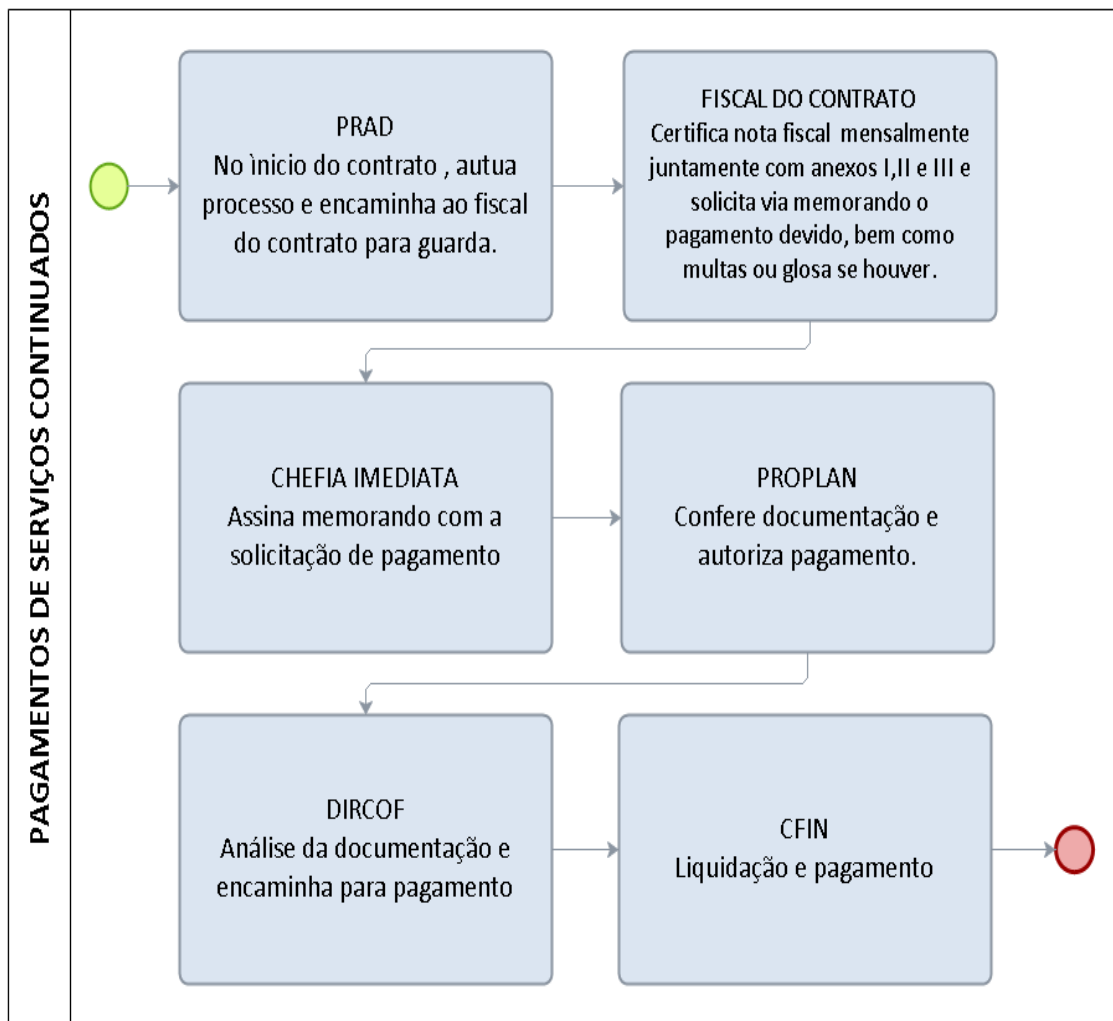 PAGAMENTOS DE SERVIÇOS CONTINUADOS
PRAD
No ìnicio do contrato , autua
processo e encaminha ao fiscal
do contrato para guarda.
FISCAL DO CONTRATO
Certifica nota fiscal mensalmente
juntamente com anexos I,II e III e
solicita via memorando o
pagamento devido, bem como
multas ou glosa se houver.
CHEFIA IMEDIATA
Assina memorando com a
solicitação de pagamento
PROPLAN
Confere documentação e
autoriza pagamento.
DIRCOF
Análise da documentação e
encaminha para pagamento
CFIN
Liquidação e pagamento